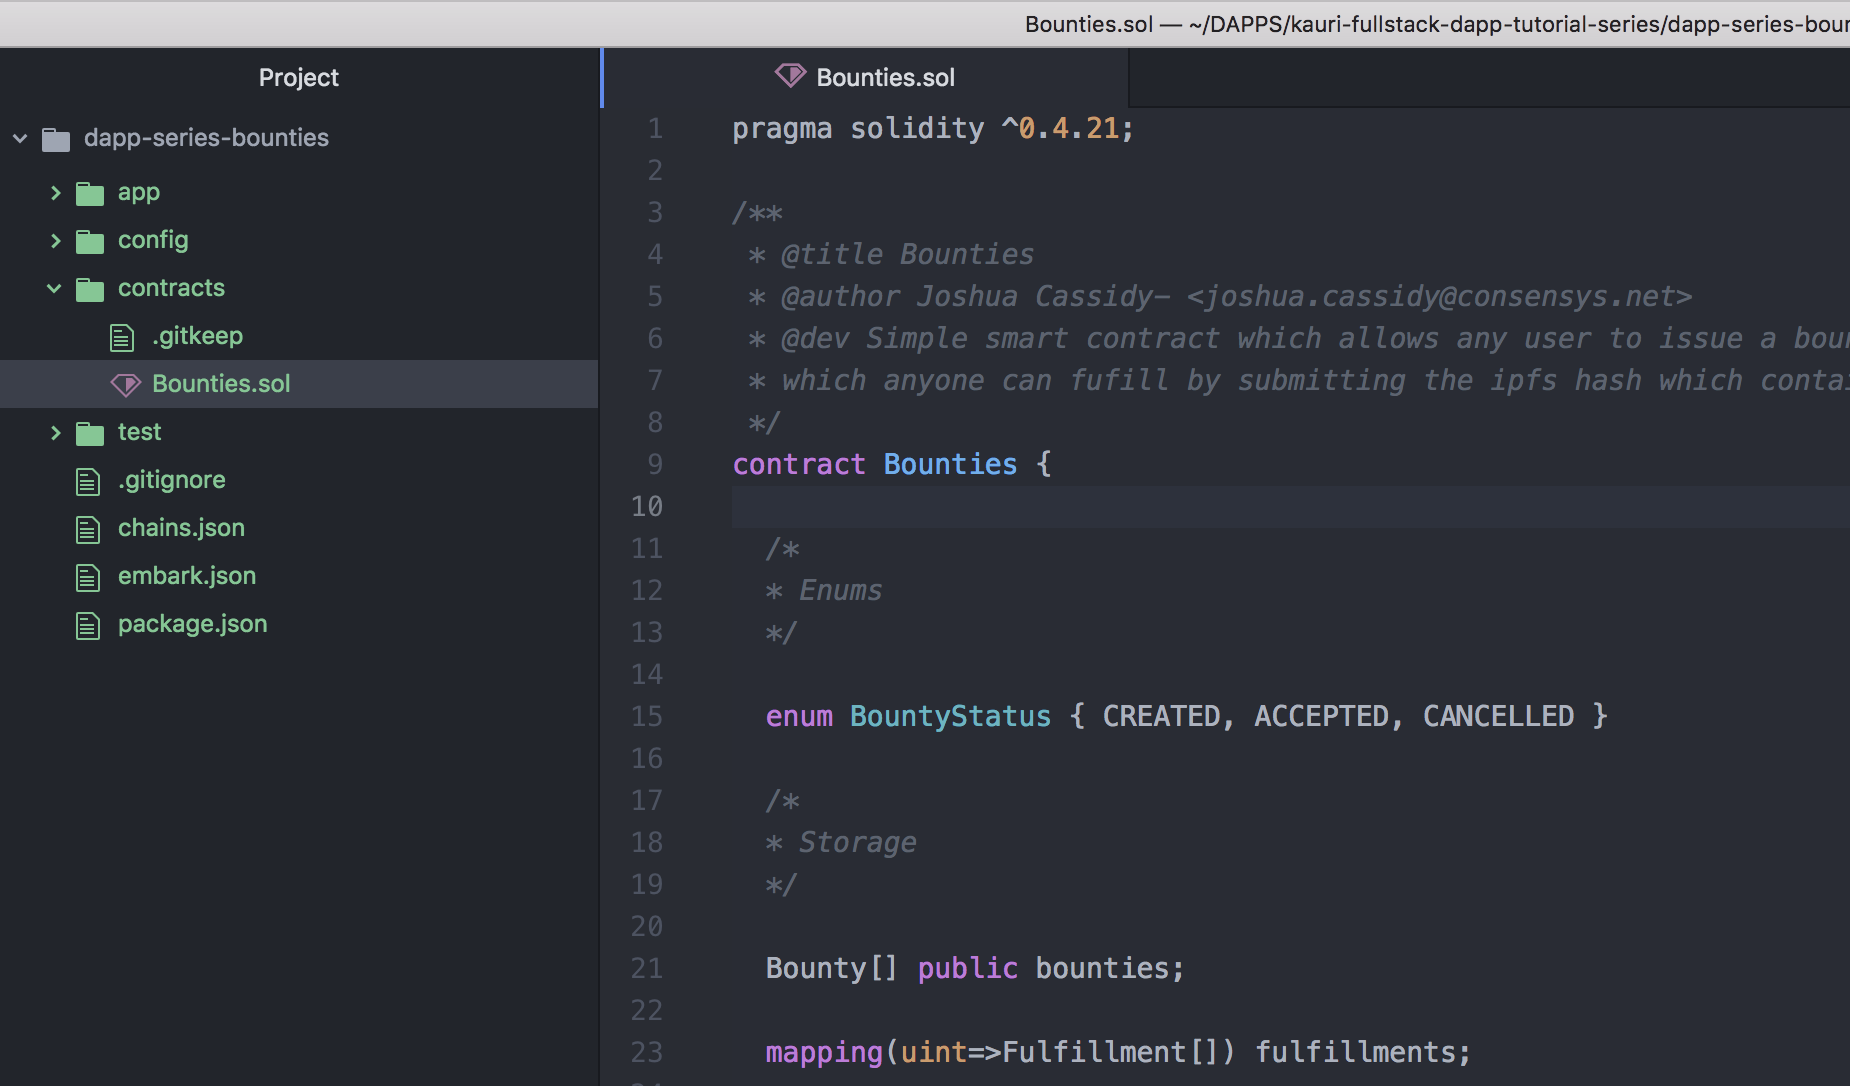 Bounties.sol — ~/DAPPS/kauri-fullstack-dapp-tutorial-series/dapp-series-bour
Project
dapp-series-bounties
app
config
contracts
.gitkeep
Bounties.sol
test
.gitignore
chains.json
embark.json
package.json
Bounties.sol
1 pragma solidity ^0.4.21;
2
3 /**
4 * @title Bounties
5 * @author Joshua Cassidy- <joshua.cassidy@consensys.net>
6 * @dev Simple smart contract which allows any user to issue a bour
7 * which anyone can fufill by submitting the ipfs hash which contai
8 */
9 contract Bounties {
10
11 /*
12 * Enums
13 */
14
15 enum BountyStatus { CREATED, ACCEPTED, CANCELLED }
16
17 /*
18 * Storage
19 */
20
21 Bounty[] public bounties;
22
23 mapping(uint=>Fulfillment[]) fulfillments;